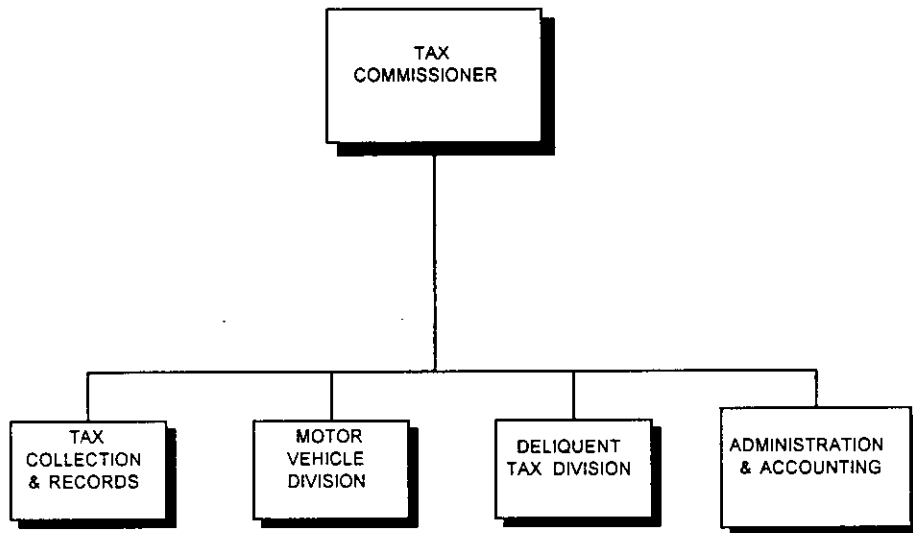 TAX
COMMISSIONER
TAX
COLLECTION
& RECORDS
MOTOR
VEHICLE
DIVISION
DELIQUENT
TAX DIVISION
ADMINISTRATION
& ACCOUNTING